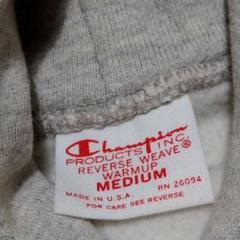 Champion
PRODUCTS INC.
REVERSE WEAVE®
WARMUP
MEDIUM
MADE IN U.S.A. RN 26094
FOR CARE SEE REVERSE